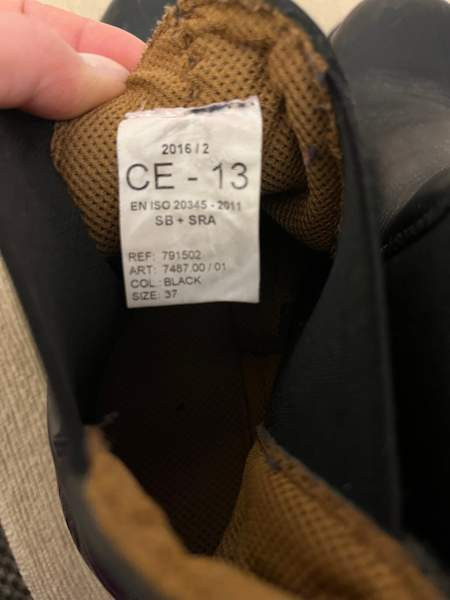 2016 / 2
CE - 13
EN ISO 20345 - 2011
SB + SRA
REF: 791502
ART: 7487.00 / 01
COL: BLACK
SIZE: 37